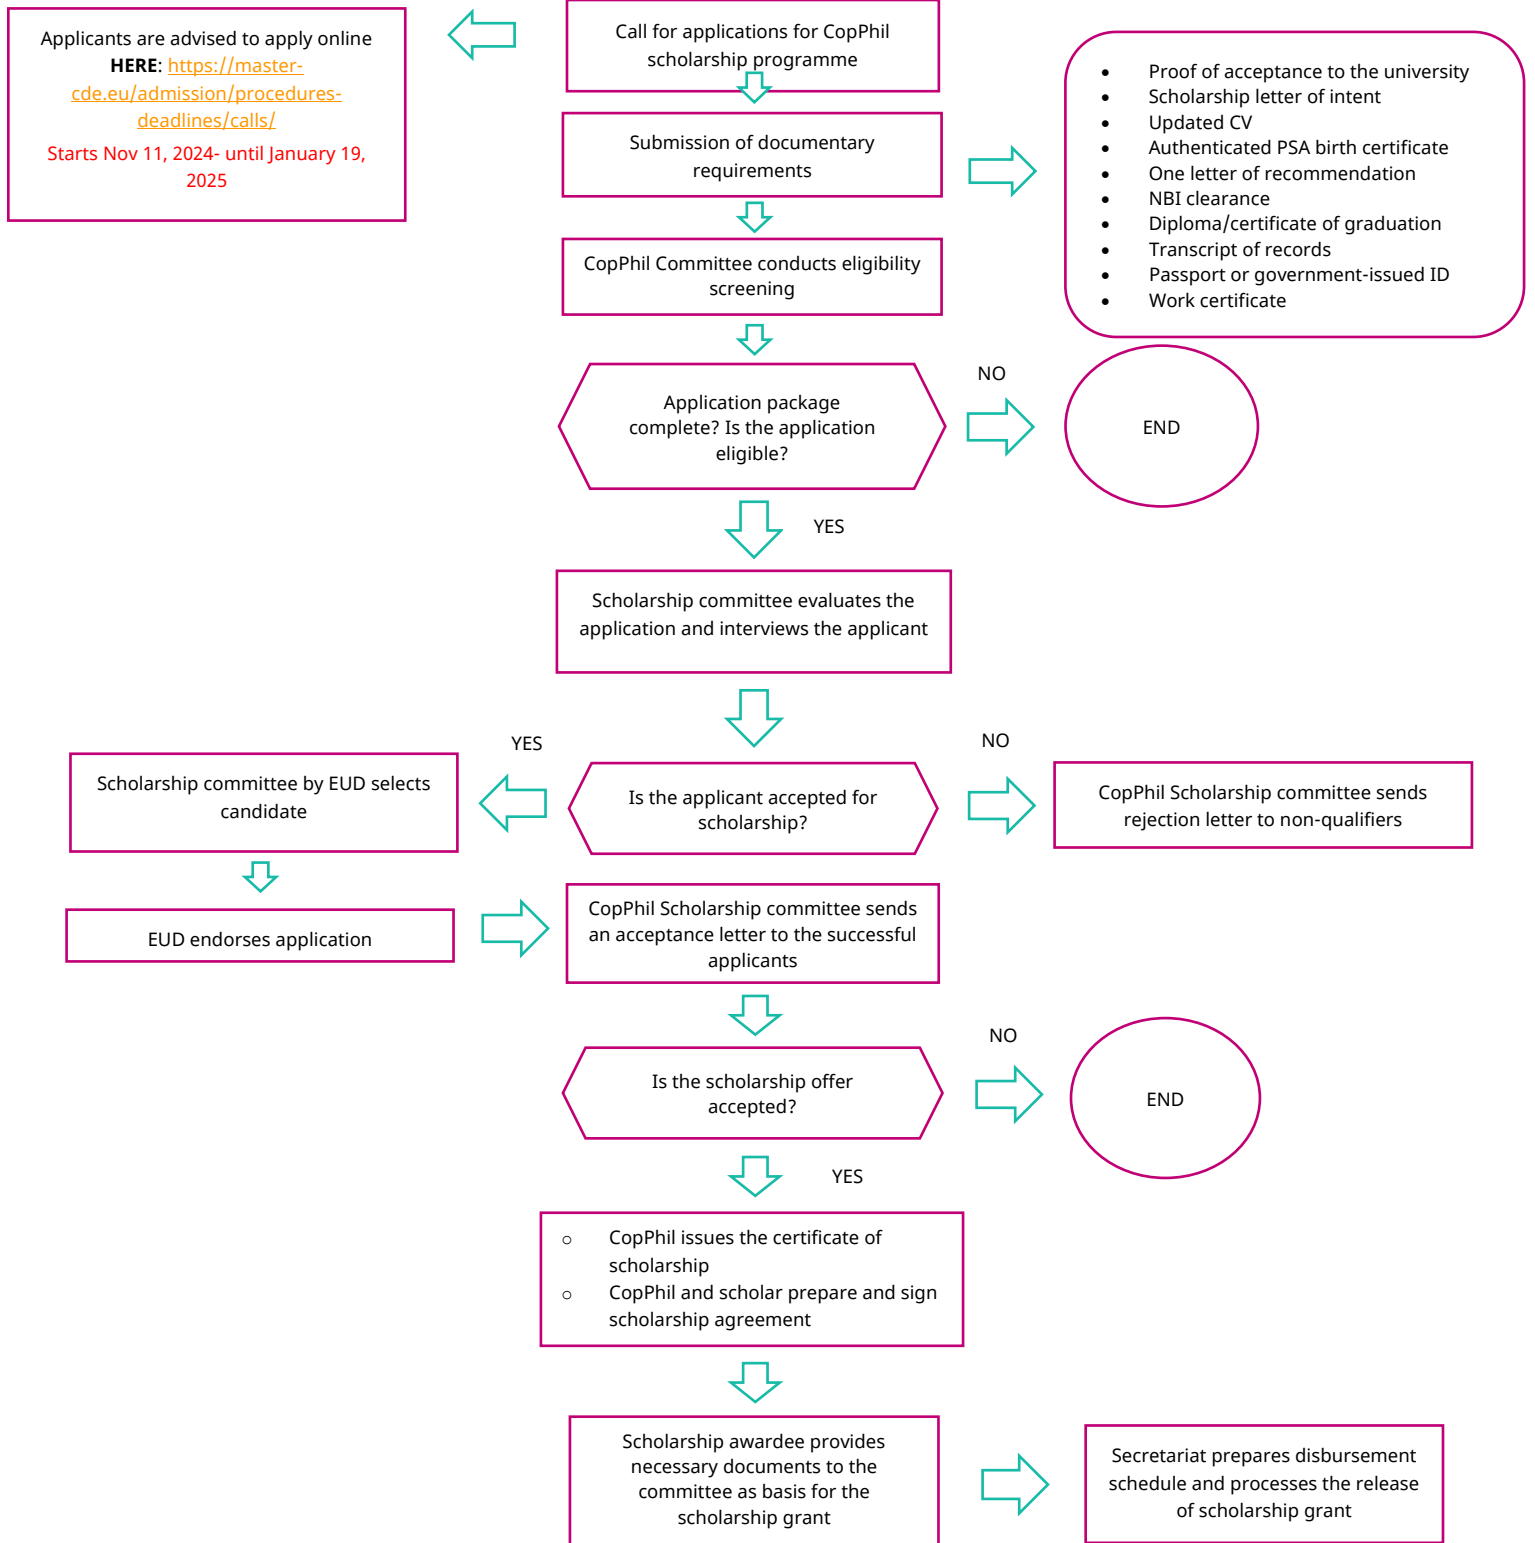 Applicants are advised to apply online
HERE: https://master-
cde.eu/admission/procedures-
deadlines/calls/
Starts Nov 11, 2024- until January 19,
2025
Call for applications for CopPhil
scholarship programme
Submission of documentary
requirements
• Proof of acceptance to the university
• Scholarship letter of intent
• Updated CV
• Authenticated PSA birth certificate
• One letter of recommendation
• NBI clearance
• Diploma/certificate of graduation
• Transcript of records
• Passport or government-issued ID
• Work certificate
CopPhil Committee conducts eligibility
screening
Application package
complete? Is the application
eligible?
NO
END
YES
Scholarship committee evaluates the
application and interviews the applicant
Is the applicant accepted for
scholarship?
YES
NO
Scholarship committee by EUD selects
candidate
CopPhil Scholarship committee sends
rejection letter to non-qualifiers
EUD endorses application
CopPhil Scholarship committee sends
an acceptance letter to the successful
applicants
Is the scholarship offer
accepted?
NO
END
YES
○ CopPhil issues the certificate of
scholarship
○ CopPhil and scholar prepare and sign
scholarship agreement
Scholarship awardee provides
necessary documents to the
committee as basis for the
scholarship grant
Secretariat prepares disbursement
schedule and processes the release
of scholarship grant